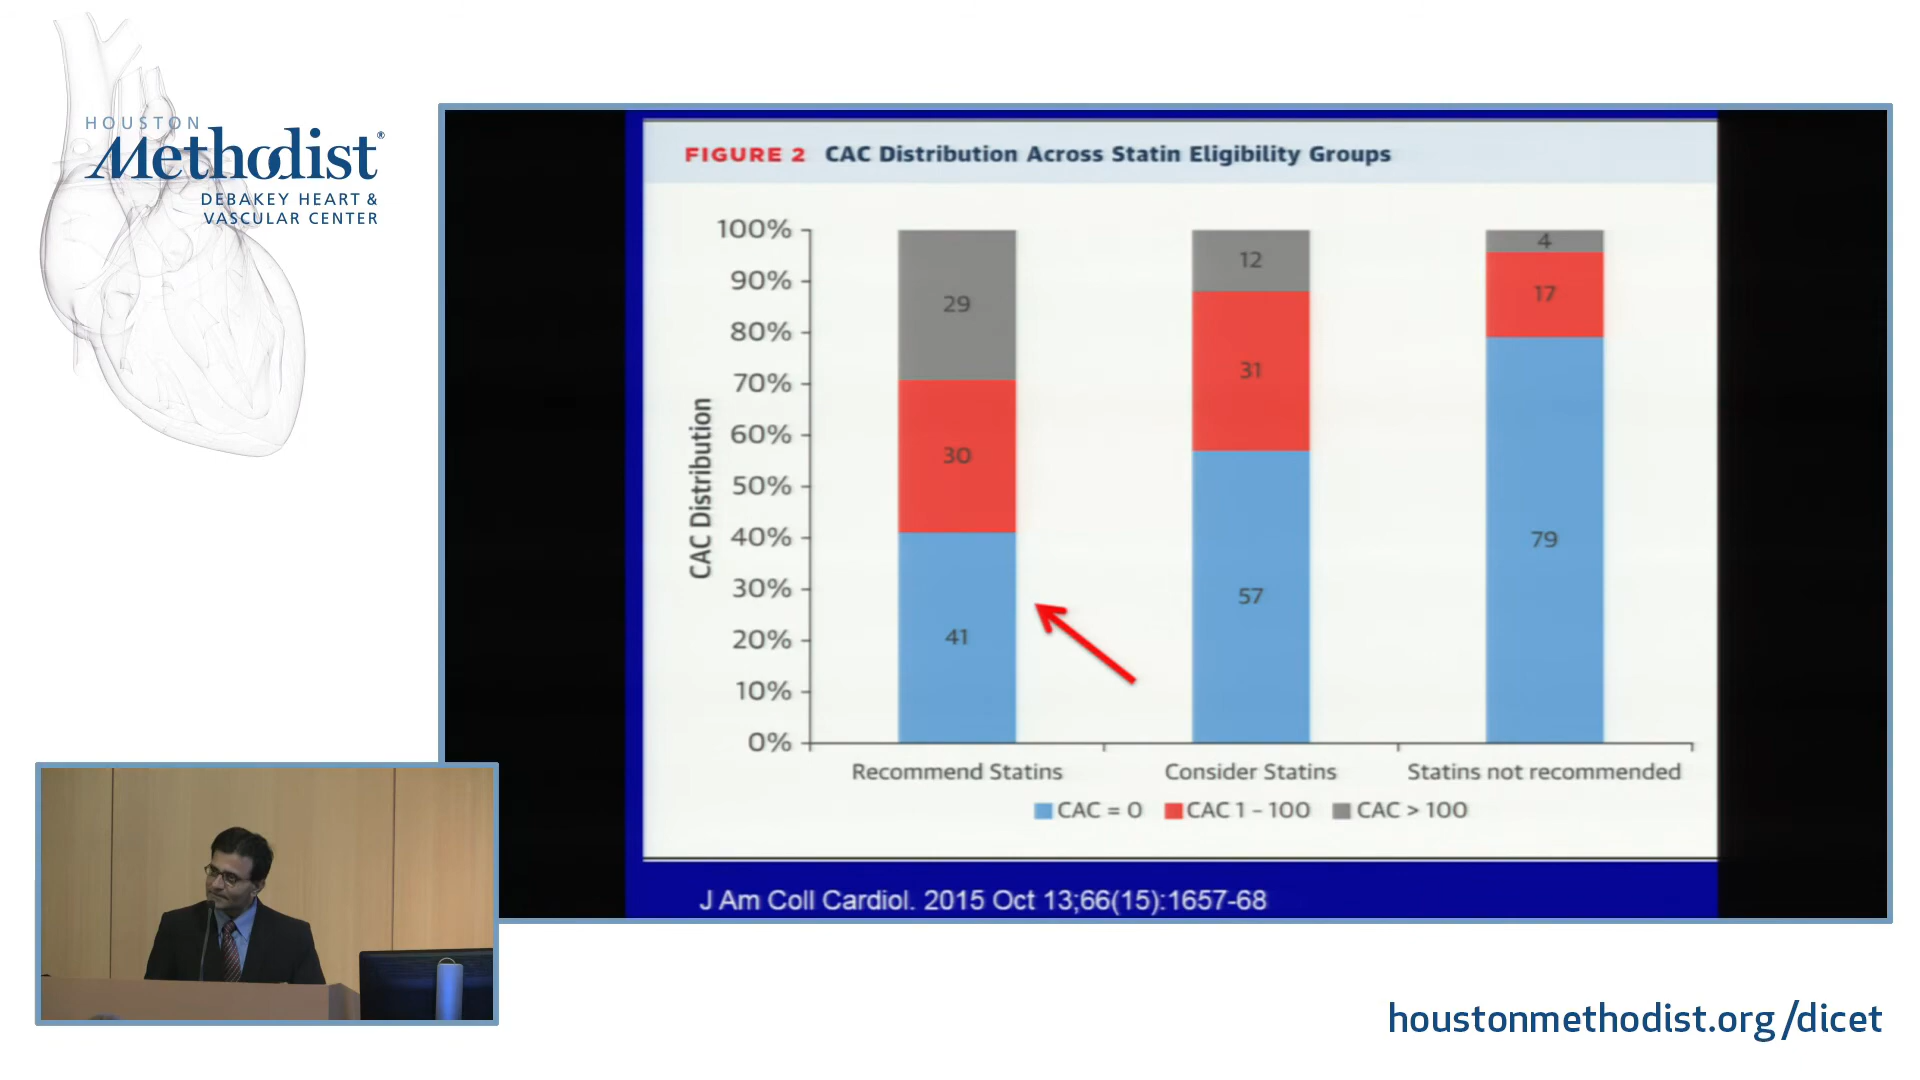 HOUSTON
Methodist®
DEBAKEY HEART &
VASCULAR CENTER
FIGURE 2 CAC Distribution Across Statin Eligibility Groups
CAC Distribution
100%
90%
80%
70%
60%
50%
40%
30%
20%
10%
0%
29
30
41
12
31
57
4
17
79
Recommend Statins
Consider Statins
Statins not recommended
CAC = 0
CAC 1 - 100
CAC > 100
J Am Coll Cardiol. 2015 Oct 13;66(15):1657-68
houstonmethodist.org/dicet